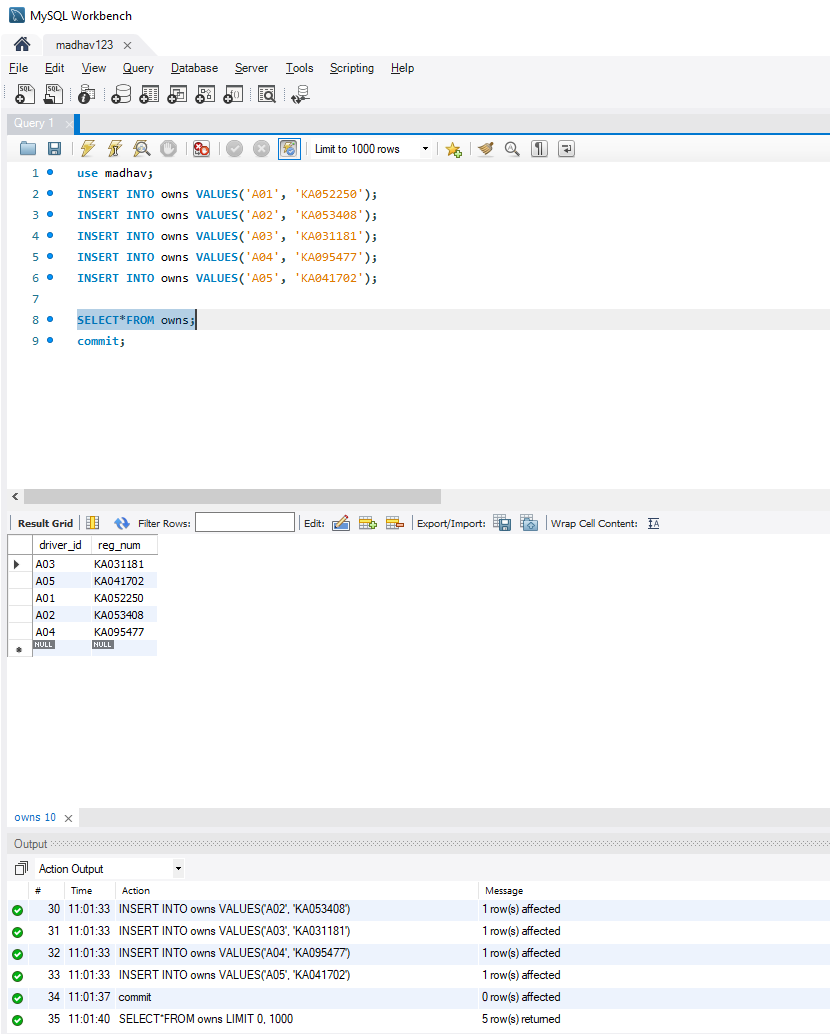 MySQL Workbench
madhav123
File Edit View Query Database Server Tools Scripting Help
Query 1
Limit to 1000 rows
1 use madhav;
2 INSERT INTO owns VALUES('A01', 'KA052250');
3 INSERT INTO owns VALUES('A02', 'KA053408');
4 INSERT INTO owns VALUES('A03', 'KA031181');
5 INSERT INTO owns VALUES('A04', 'KA095477');
6 INSERT INTO owns VALUES('A05', 'KA041702');
7
8 SELECT*FROM owns;
9 commit;
Result Grid Filter Rows: Edit: Export/Import: Wrap Cell Content:
driver_id reg_num
A03 KA031181
A05 KA041702
A01 KA052250
A02 KA053408
A04 KA095477
NULL NULL
owns 10
Output
Action Output
# Time Action Message
30 11:01:33 INSERT INTO owns VALUES('A02', 'KA053408') 1 row(s) affected
31 11:01:33 INSERT INTO owns VALUES('A03', 'KA031181') 1 row(s) affected
32 11:01:33 INSERT INTO owns VALUES('A04', 'KA095477') 1 row(s) affected
33 11:01:33 INSERT INTO owns VALUES('A05', 'KA041702') 1 row(s) affected
34 11:01:37 commit 0 row(s) affected
35 11:01:40 SELECT*FROM owns LIMIT 0, 1000 5 row(s) returned